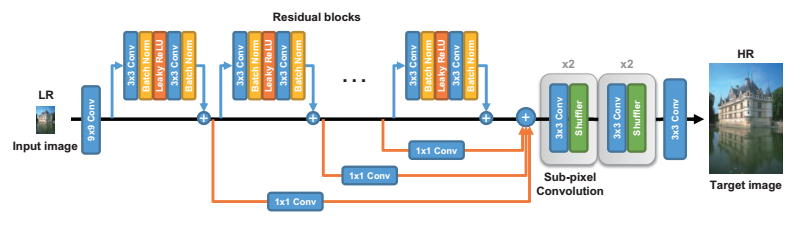 Residual blocks
LR
Input image
9x9 Conv
3x3 Conv
Batch Norm
Leaky ReLU
3x3 Conv
Batch Norm
3x3 Conv
Batch Norm
Leaky ReLU
3x3 Conv
Batch Norm
...
3x3 Conv
Batch Norm
Leaky ReLU
3x3 Conv
Batch Norm
+
+
+
+
1x1 Conv
1x1 Conv
1x1 Conv
x2
3x3 Conv
Shuffler
x2
3x3 Conv
Shuffler
Sub-pixel
Convolution
3x3 Conv
HR
Target image